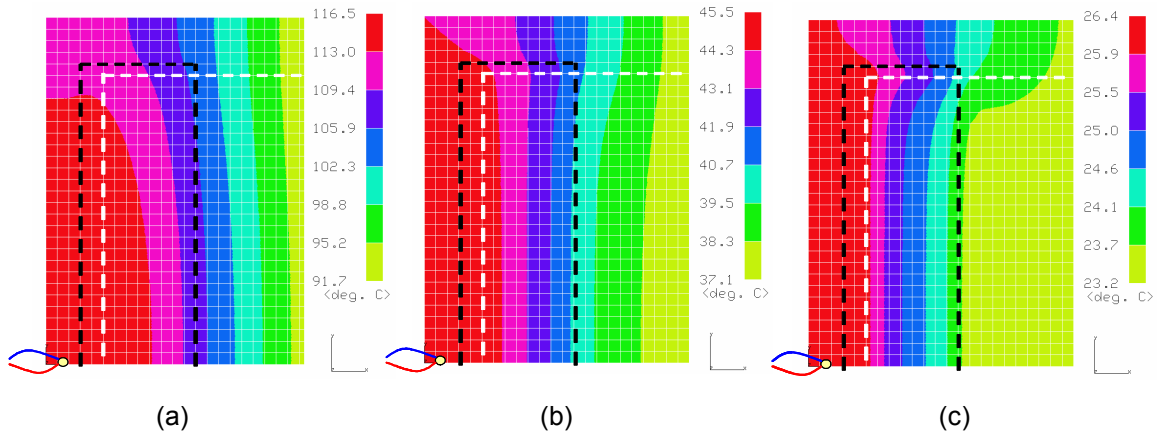 116.5
113.0
109.4
105.9
102.3
98.8
95.2
91.7
<deg. C>
y
x
(a)
45.5
44.3
43.1
41.9
40.7
39.5
38.3
37.1
<deg. C>
y
x
(b)
26.4
25.9
25.5
25.0
24.6
24.1
23.7
23.2
<deg. C>
y
x
(c)